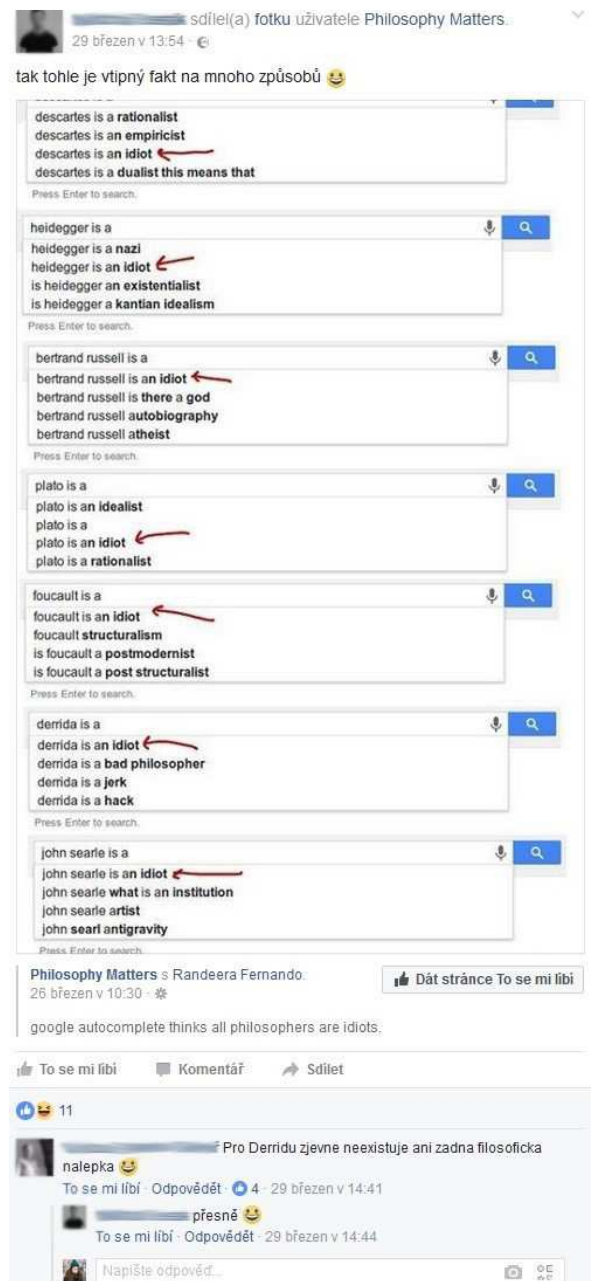 sdílel(a) fotku uživatele Philosophy Matters.
29 březen v 13:54
tak tohle je vtipný fakt na mnoho způsobů
descartes is a rationalist
descartes is an empiricist
descartes is an idiot
descartes is a dualist this means that
Press Enter to search.
heidegger is a
heidegger is a nazi
heidegger is an idiot
is heidegger an existentialist
is heidegger a kantian idealism
Press Enter to search.
bertrand russell is a
bertrand russell is an idiot
bertrand russell is there a god
bertrand russell autobiography
bertrand russell atheist
Press Enter to search.
plato is a
plato is an idealist
plato is a
plato is an idiot
plato is a rationalist
foucault is a
foucault is an idiot
foucault structuralism
is foucault a postmodernist
is foucault a post structuralist
Press Enter to search.
derrida is a
derrida is an idiot
derrida is a bad philosopher
derrida is a jerk
derrida is a hack
Press Enter to search.
john searle is a
john searle is an idiot
john searle what is an institution
john searle artist
john searl antigravity
Press Enter to search.
Philosophy Matters s Randeera Fernando.
Dát stránce To se mi líbí
26 březen v 10:30
google autocomplete thinks all philosophers are idiots.
To se mi líbí Komentář Sdílet
11
Pro Derridu zjevne neexistuje ani zadna filosoficka
nalepka
To se mi líbí · Odpovědět · 4 · 29 březen v 14:41
přesně
To se mi líbí · Odpovědět · 29 březen v 14:44
Napište odpověď...